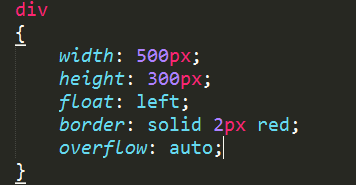 div
{
width: 500px;
height: 300px;
float: left;
border: solid 2px red;
overflow: auto;
}